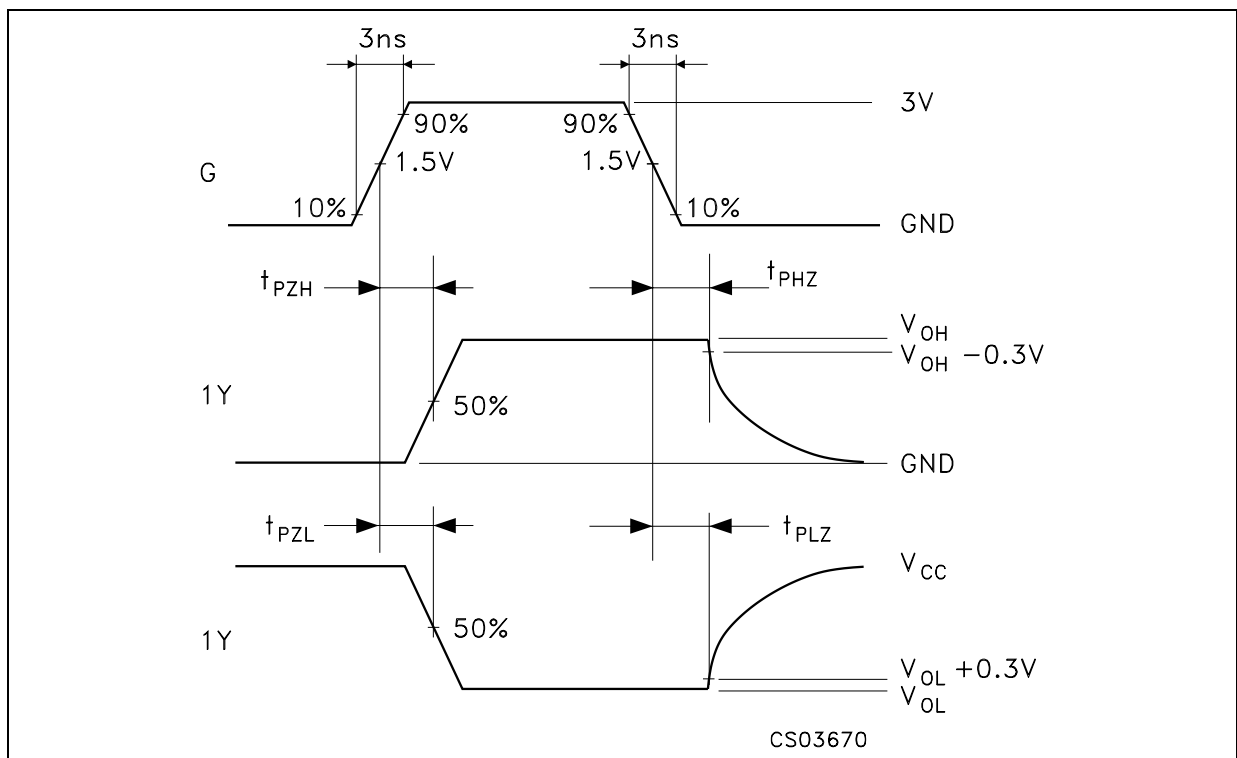 3ns 3ns
3V
90% 90%
G 1.5V 1.5V
10% 10%
GND
tPZH tPHZ
VOH
VOH -0.3V
1Y 50%
GND
tPZL tPLZ
VCC
1Y 50%
VOL +0.3V
VOL
CS03670